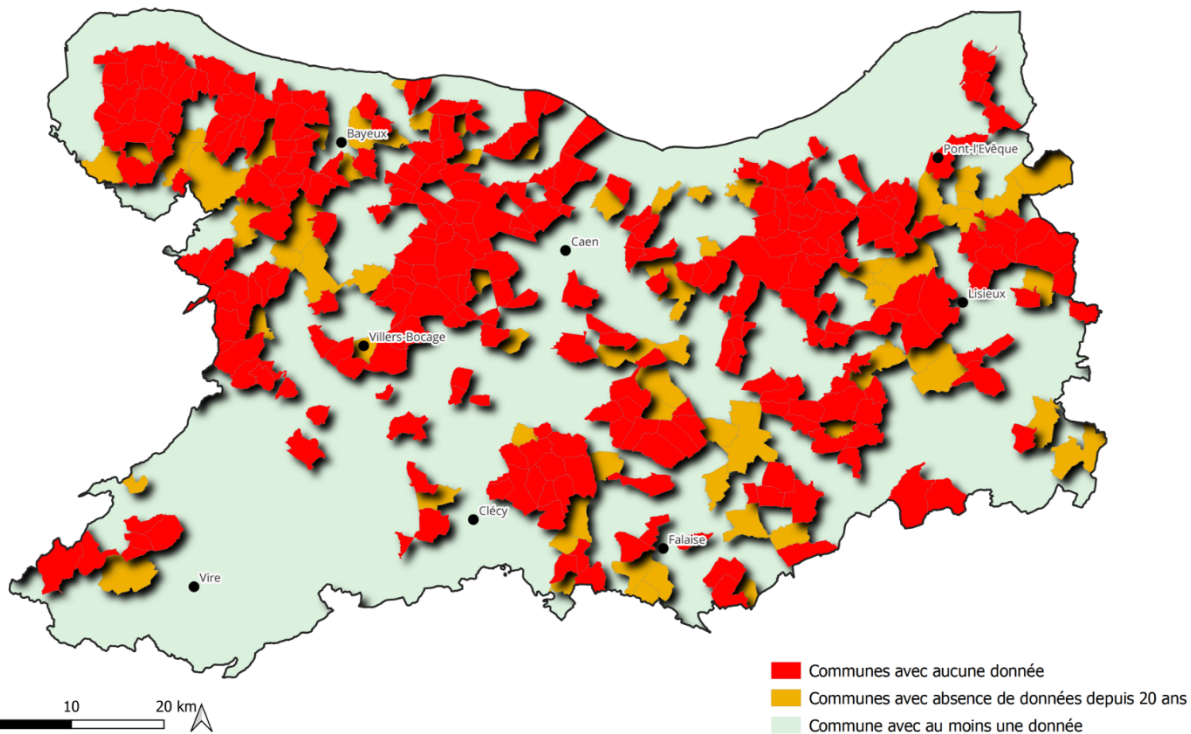 Bayeux
Pont-l'Evêque
Caen
Lisieux
Villers-Bocage
Clécy
Falaise
Vire
Communes avec aucune donnée
Communes avec absence de données depuis 20 ans
Commune avec au moins une donnée
10 20 km